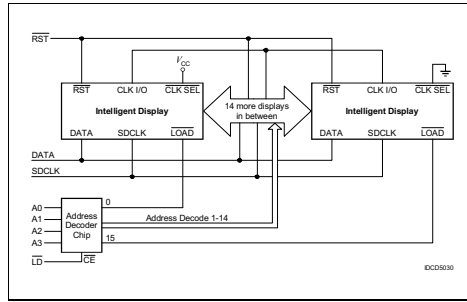 RST
V CC
RST CLK I/O CLK SEL
Intelligent Display
DATA SDCLK LOAD
14 more displays
in between
RST CLK I/O CLK SEL
Intelligent Display
DATA SDCLK LOAD
DATA
SDCLK
A0
A1
A2
A3
Address
Decoder
Chip
0
Address Decode 1-14
15
LD
CE
IDCD5030